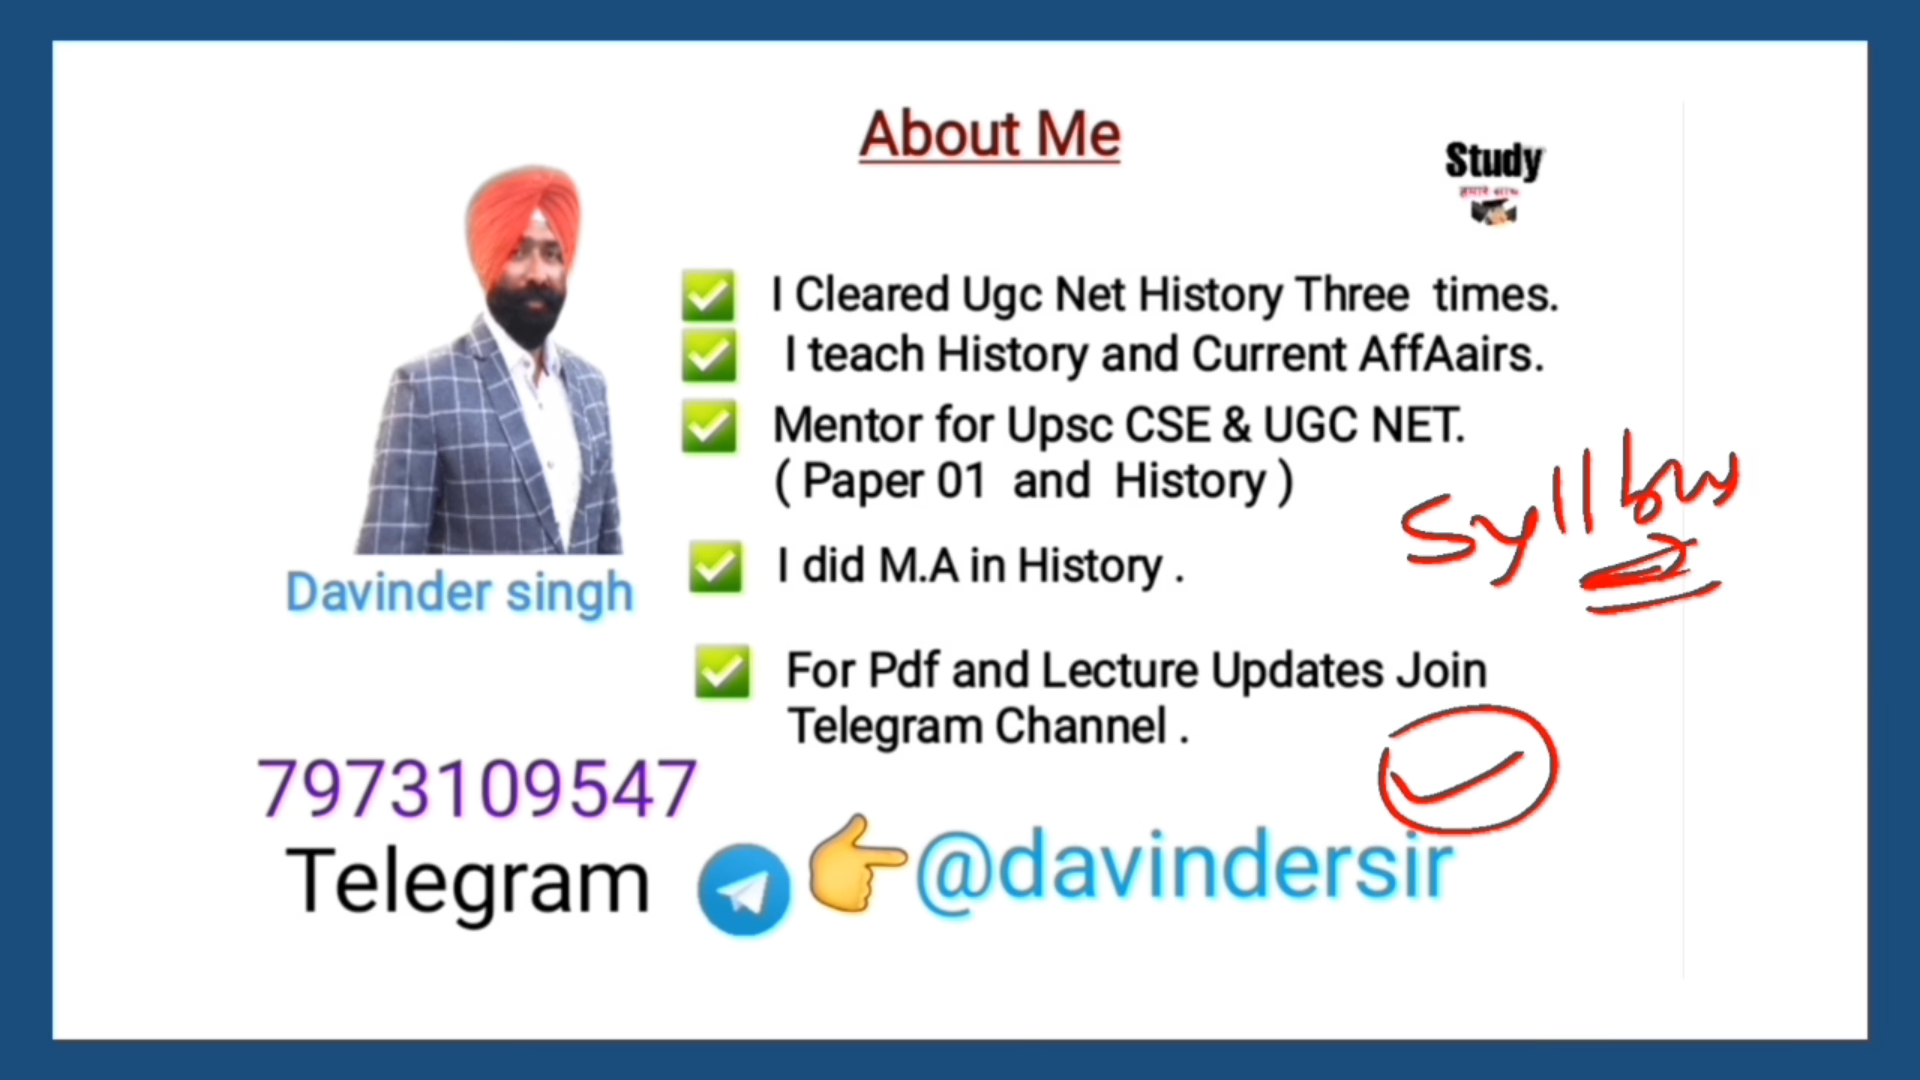 About Me
Study
हमारे साथ
I Cleared Ugc Net History Three times.
I teach History and Current AffAairs.
Mentor for Upsc CSE & UGC NET.
( Paper 01 and History )
Syllbus
I did M.A in History .
Davinder singh
For Pdf and Lecture Updates Join
Telegram Channel .
7973109547
Telegram @davindersir